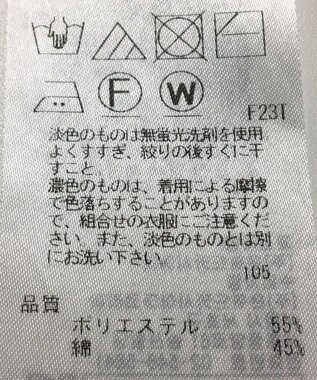 F
W
F23I
淡色のものは無蛍光洗剤を使用
よくすすぎ、絞りの後すぐに干
すこと。
濃色のものは、着用による摩擦
で色落ちすることがありますの
で、組合せの衣服にご注意くだ
さい。また、淡色のものとは別
にお洗い下さい。
105
品質
ポリエステル 55%
綿 45%